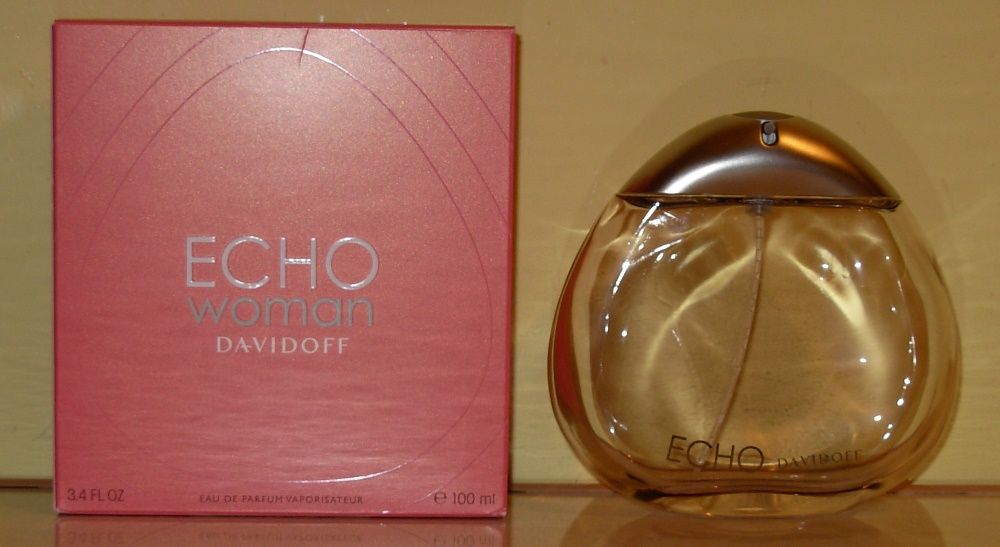 ECHO
woman
DAVIDOFF
3.4 FL OZ
EAU DE PARFUM VAPORISATEUR
℮ 100 ml
ECHO DAVIDOFF